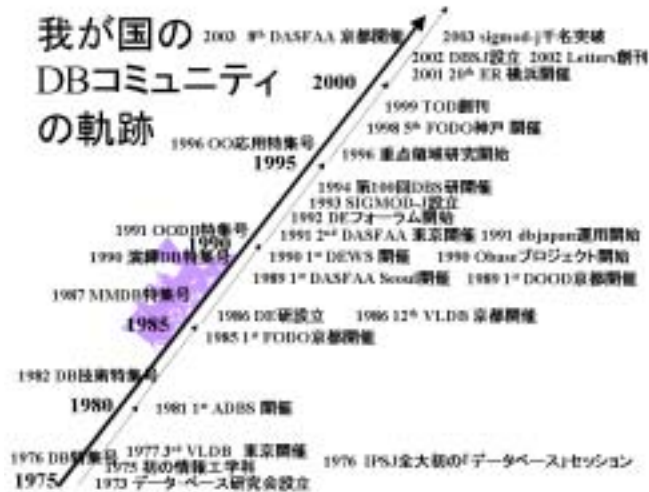 我が国の
DBコミュニティ
の軌跡
2003 8th DASFAA 京都開催
2003 sigmod-j千名突破
2002 DBSJ設立 2002 Letters創刊
2001 20th ER 横浜開催
2000
1999 TOD創刊
1998 5th FODO神戸 開催
1996 OO応用特集号
1995
1996 重点領域研究開始
1994 第100回DBS研開催
1993 SIGMOD-J設立
1992 DEフォーラム開始
1991 OODB特集号
1990
1991 2nd DASFAA 東京開催 1991 dbjapan運用開始
1990 演繹DB特集号
1990 1st DEWS 開催 1990 Obaseプロジェクト開始
1989 1st DASFAA Seoul開催 1989 1st DOOD京都開催
1987 MMDB特集号
1985
1986 DE研設立 1986 12th VLDB 京都開催
1985 1st FODO京都開催
1982 DB技術特集号
1980
1981 1st ADBS 開催
1976 DB特集号
1977 3rd VLDB 東京開催
1976 IPSJ全大初の「データベース」セッション
1975
1975 初の情報工学科
1973 データ・ベース研究会設立